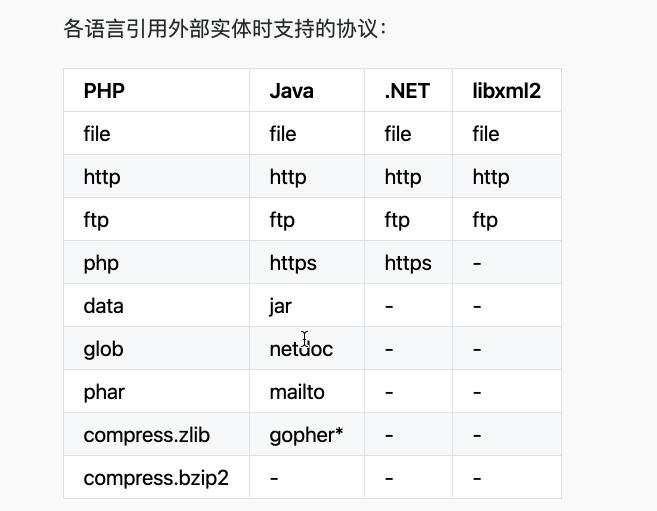 各语言引用外部实体时支持的协议：
PHP Java .NET libxml2
file file file file
http http http http
ftp ftp ftp ftp
php https https -
data jar - -
glob netdoc - -
phar mailto - -
compress.zlib gopher* - -
compress.bzip2 - - -